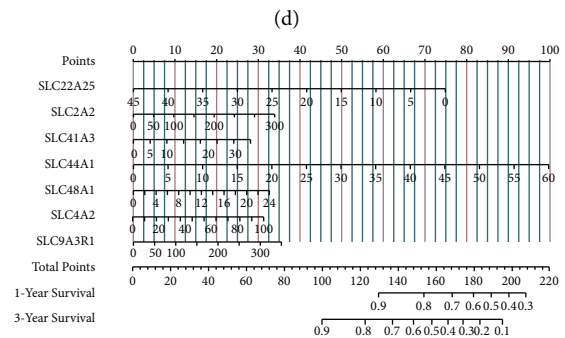 (d)
Points 0 10 20 30 40 50 60 70 80 90 100
SLC22A25
45 40 35 30 25 20 15 10 5 0
SLC2A2
0 50 100 200 300
SLC41A3
0 5 10 20 30
SLC44A1
0 5 10 15 20 25 30 35 40 45 50 55 60
SLC48A1
0 4 8 12 16 20 24
SLC4A2
0 20 40 60 80 100
SLC9A3R1
0 50 100 200 300
Total Points
0 20 40 60 80 100 120 140 160 180 200 220
1-Year Survival
0.9 0.8 0.7 0.6 0.5 0.4 0.3
3-Year Survival
0.9 0.8 0.7 0.6 0.5 0.4 0.3 0.2 0.1